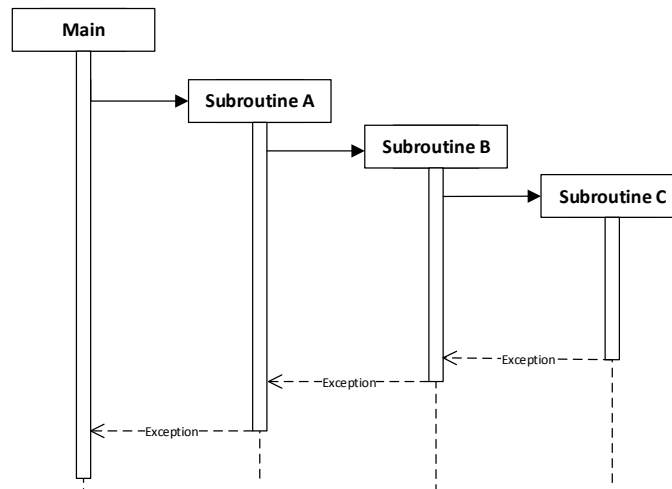 Main
Subroutine A
Subroutine B
Subroutine C
Exception
Exception
Exception